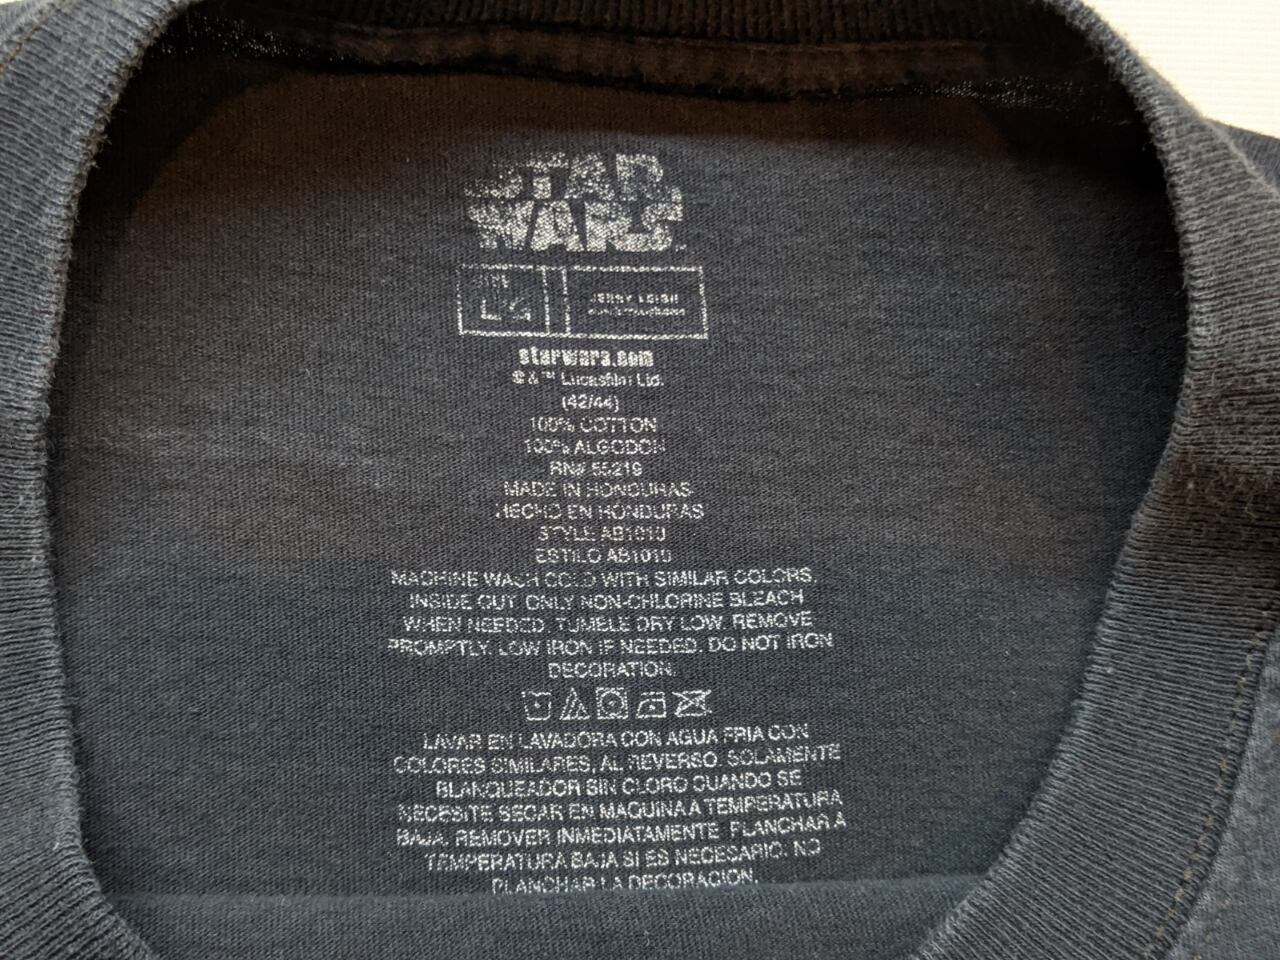 STAR
WARS
JERRY LEIGH
starwars.com
©&™ Lucasfilm Ltd.
(42/44)
100% COTTON
100% ALGODON
RN# 55219
MADE IN HONDURAS
HECHO EN HONDURAS
STYLE AB1010
ESTILO AB1010
MACHINE WASH COLD WITH SIMILAR COLORS,
INSIDE OUT. ONLY NON-CHLORINE BLEACH
WHEN NEEDED. TUMBLE DRY LOW. REMOVE
PROMPTLY. LOW IRON IF NEEDED. DO NOT IRON
DECORATION.
LAVAR EN LAVADORA CON AGUA FRIA CON
COLORES SIMILARES, AL REVERSO. SOLAMENTE
BLANQUEADOR SIN CLORO CUANDO SE
NECESITE SECAR EN MAQUINA A TEMPERATURA
BAJA. REMOVER INMEDIATAMENTE. PLANCHAR A
TEMPERATURA BAJA SI ES NECESARIO. NO
PLANCHAR LA DECORACION.